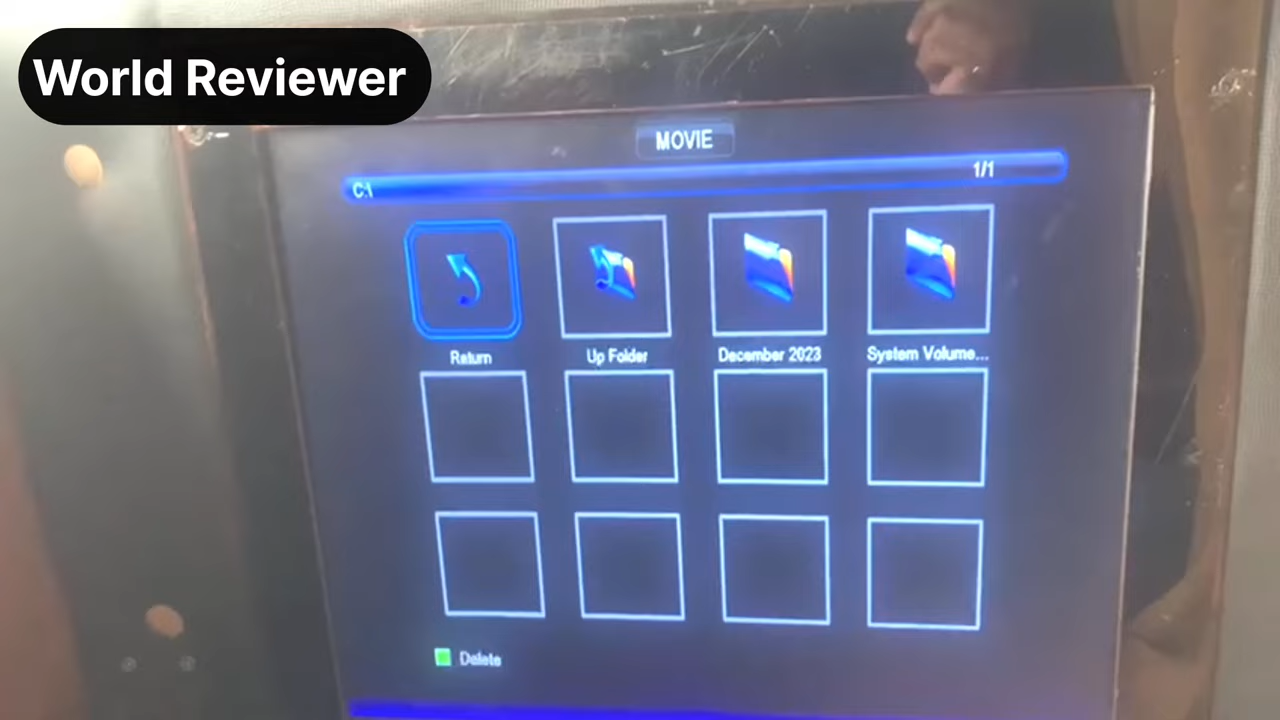 World Reviewer
MOVIE
C:\
1/1
Return
Up Folder
December 2023
System Volume...
Delete